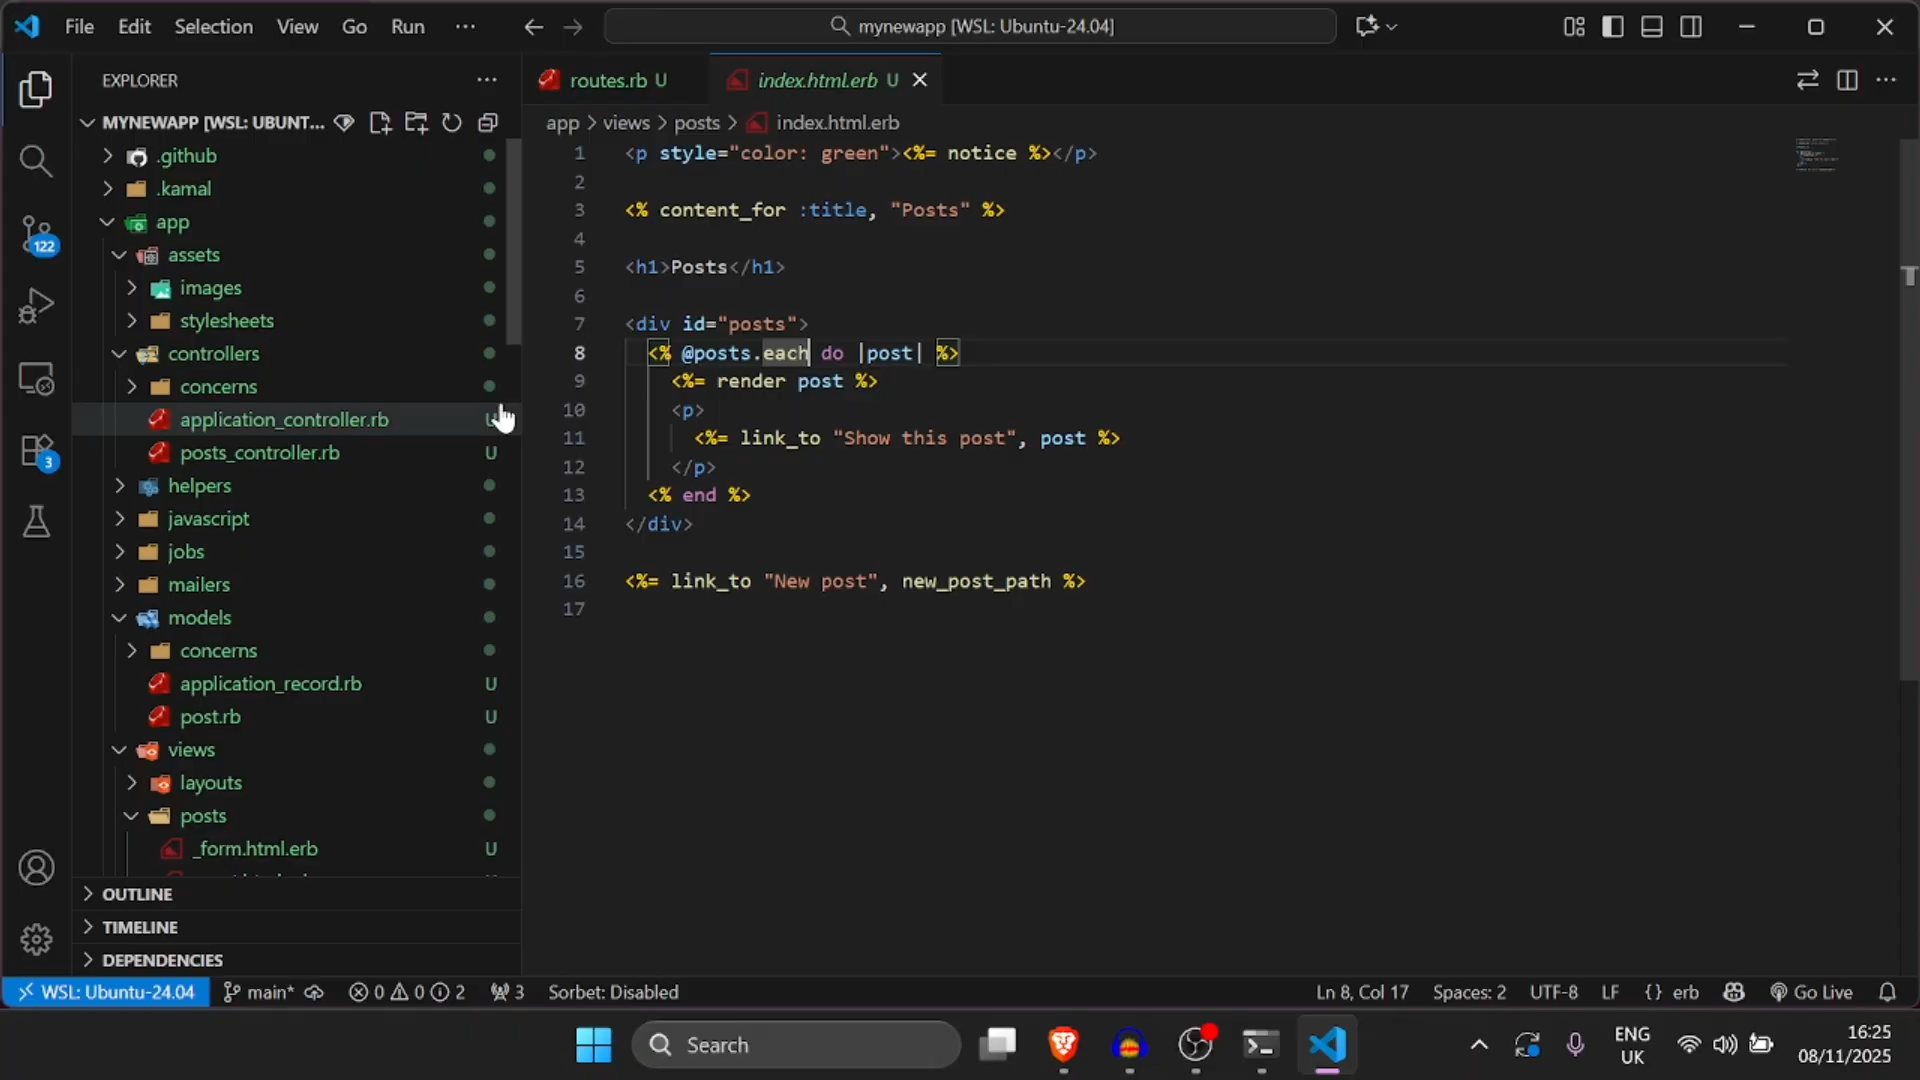 File Edit Selection View Go Run ···
mynewapp [WSL: Ubuntu-24.04]
EXPLORER ···
MYNEWAPP [WSL: UBUNT...
.github
.kamal
app
assets
images
stylesheets
controllers
concerns
application_controller.rb
posts_controller.rb U
helpers
javascript
jobs
mailers
models
concerns
application_record.rb U
post.rb U
views
layouts
posts
_form.html.erb U
OUTLINE
TIMELINE
DEPENDENCIES
122
3
routes.rb U
index.html.erb U
app > views > posts > index.html.erb
1 <p style="color: green"><%= notice %></p>
2
3 <% content_for :title, "Posts" %>
4
5 <h1>Posts</h1>
6
7 <div id="posts">
8 <% @posts.each do |post| %>
9 <%= render post %>
10 <p>
11 <%= link_to "Show this post", post %>
12 </p>
13 <% end %>
14 </div>
15
16 <%= link_to "New post", new_post_path %>
17
WSL: Ubuntu-24.04 main* 0 0 2 3 Sorbet: Disabled
Ln 8, Col 17 Spaces: 2 UTF-8 LF {} erb Go Live
Search
ENG
UK
16:25
08/11/2025